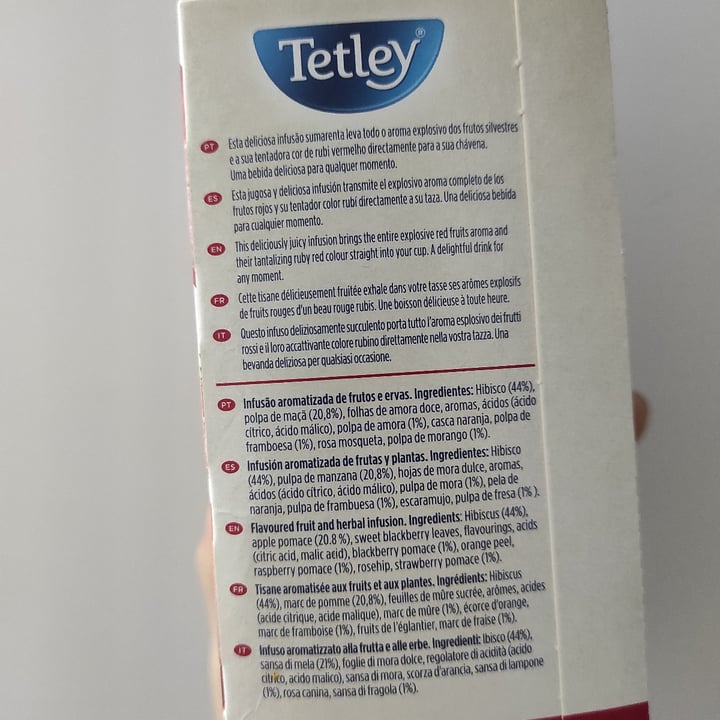 Tetley®
PT Esta deliciosa infusão sumarenta leva todo o aroma explosivo dos frutos silvestres
e a sua tentadora cor de rubi vermelho directamente para a sua chávena.
Uma bebida deliciosa para qualquer momento.
ES Esta jugosa y deliciosa infusión transmite el explosivo aroma completo de los
frutos rojos y su tentador color rubí directamente a su taza. Una deliciosa bebida
para cualquier momento.
EN This deliciously juicy infusion brings the entire explosive red fruits aroma and
their tantalizing ruby red colour straight into your cup. A delightful drink for
any moment.
FR Cette tisane délicieusement fruitée exhale dans votre tasse ses arômes explosifs
de fruits rouges d'un beau rouge rubis. Une boisson délicieuse à toute heure.
IT Questo infuso deliziosamente succulento porta tutto l'aroma esplosivo dei frutti
rossi e il loro accattivante colore rubino direttamente nella vostra tazza. Una
bevanda deliziosa per qualsiasi occasione.
PT Infusão aromatizada de frutos e ervas. Ingredientes: Hibisco (44%),
polpa de maçã (20,8%), folhas de amora doce, aromas, ácidos (ácido
cítrico, ácido málico), polpa de amora (1%), casca naranja, polpa de
framboesa (1%), rosa mosqueta, polpa de morango (1%).
ES Infusión aromatizada de frutas y plantas. Ingredientes: Hibisco
(44%), pulpa de manzana (20,8%), hojas de mora dulce, aromas,
ácidos (ácido cítrico, ácido málico), pulpa de mora (1%), pela de
naranja, pulpa de frambuesa (1%), escaramujo, pulpa de fresa (1% ).
EN Flavoured fruit and herbal infusion. Ingredients: Hibiscus (44%),
apple pomace (20.8 %), sweet blackberry leaves, flavourings, acids
(citric acid, malic acid), blackberry pomace (1%), orange peel,
raspberry pomace (1%), rosehip, strawberry pomace (1%).
FR Tisane aromatisée aux fruits et aux plantes. Ingrédients: Hibiscus
(44%), marc de pomme (20,8%), feuilles de mûre sucrée, arômes, acides
(acide citrique, acide malique), marc de mûre (1%), écorce d'orange,
marc de framboise (1%), fruits de l'églantier, marc de fraise (1%).
IT Infuso aromatizzato alla frutta e alle erbe. Ingredienti: Ibisco (44%),
sansa di mela (21%), foglie di mora dolce, regolatore di acidità (acido
citrico, acido malico), sansa di mora, scorza d'arancia, sansa di lampone
(1%), rosa canina, sansa di fragola (1%).